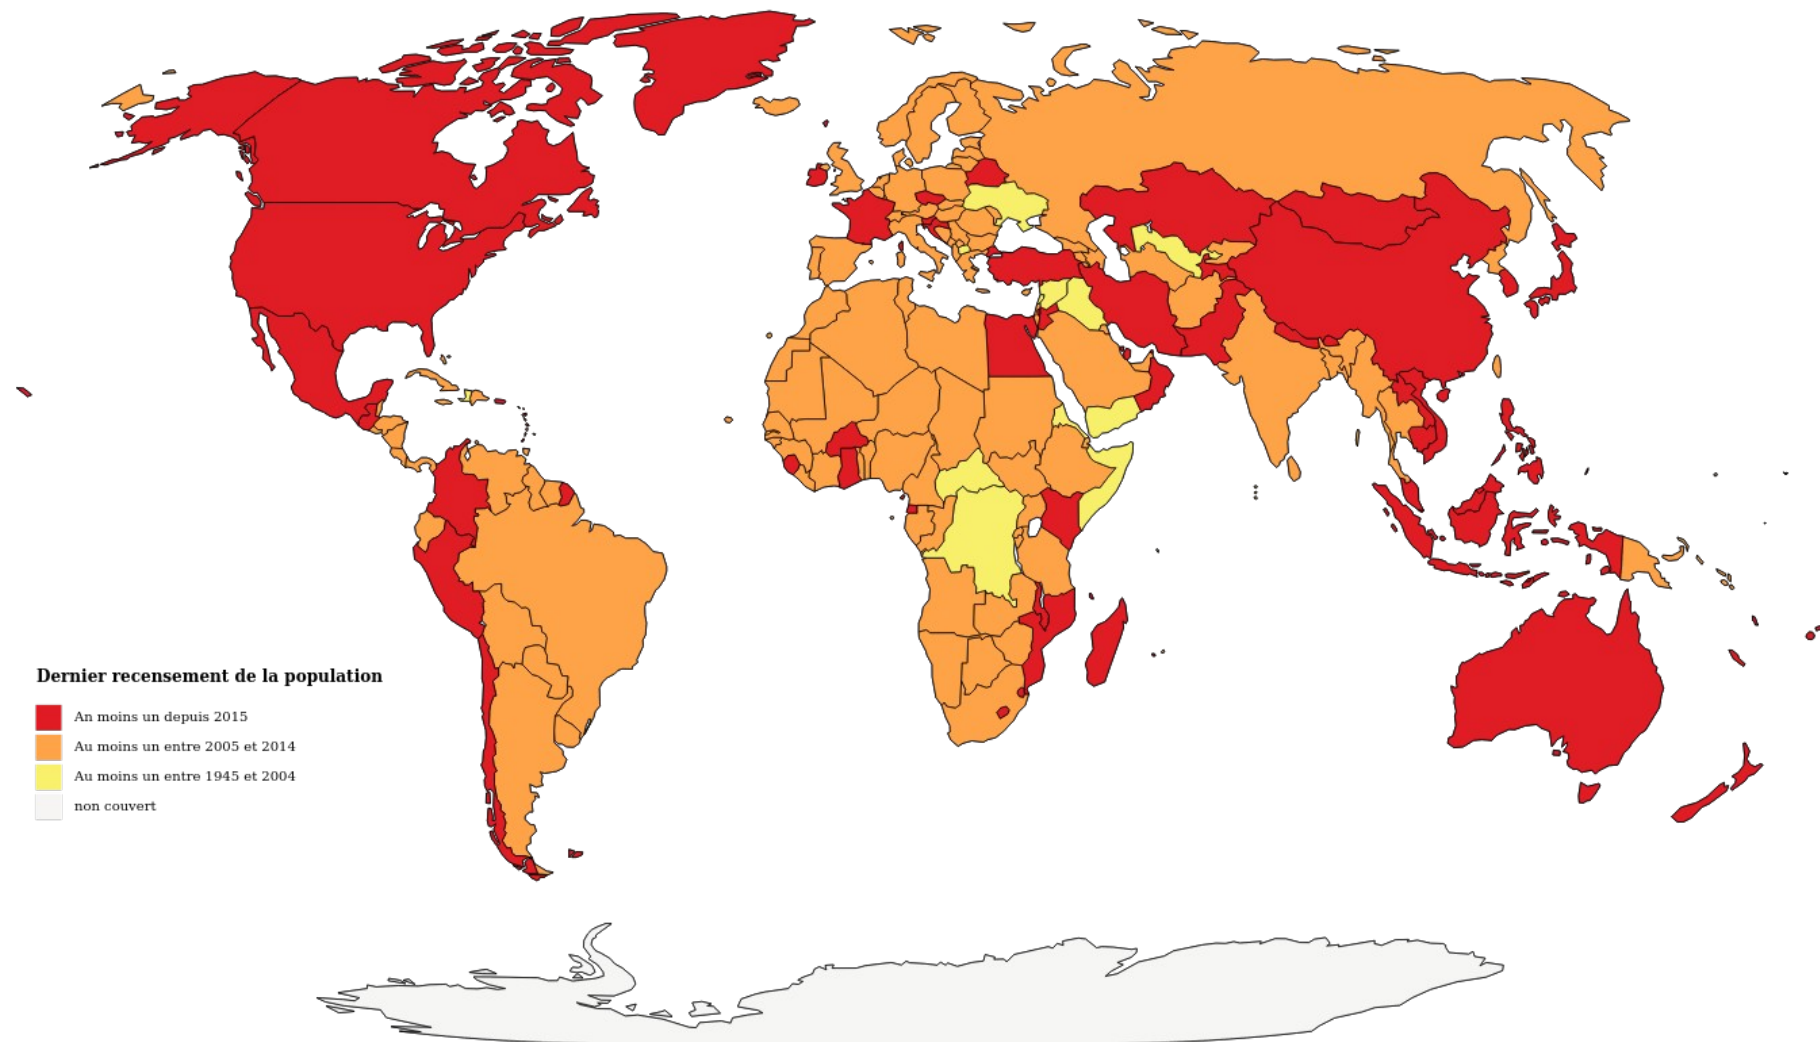 Dernier recensement de la population
An moins un depuis 2015
Au moins un entre 2005 et 2014
Au moins un entre 1945 et 2004
non couvert